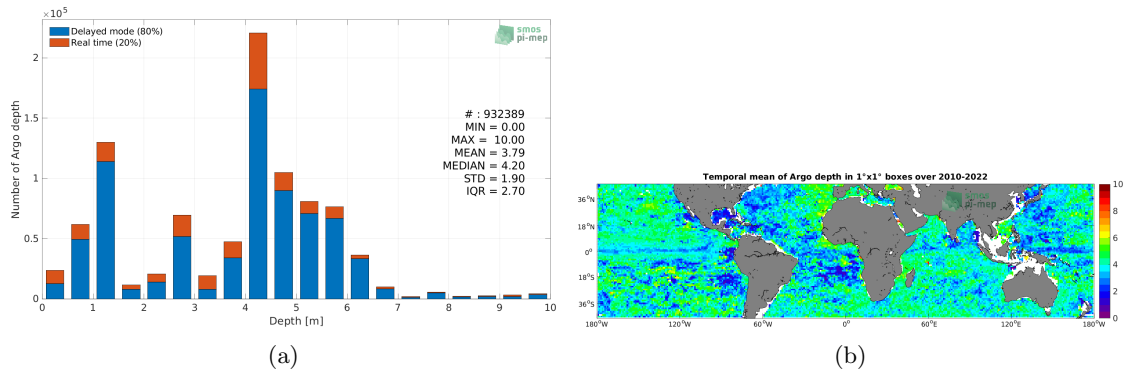 ×10⁵
Delayed mode (80%)
Real time (20%)
smos
pi-mep
Number of Argo depth
2
1.5
1
0.5
0
# : 932389
MIN = 0.00
MAX = 10.00
MEAN = 3.79
MEDIAN = 4.20
STD = 1.90
IQR = 2.70
0 1 2 3 4 5 6 7 8 9 10
Depth [m]
(a)
Temporal mean of Argo depth in 1°x1° boxes over 2010-2022
smos
pi-mep
36°N
18°N
0°
18°S
36°S
180°W 120°W 60°W 0° 60°E 120°E 180°W
10
8
6
4
2
0
(b)